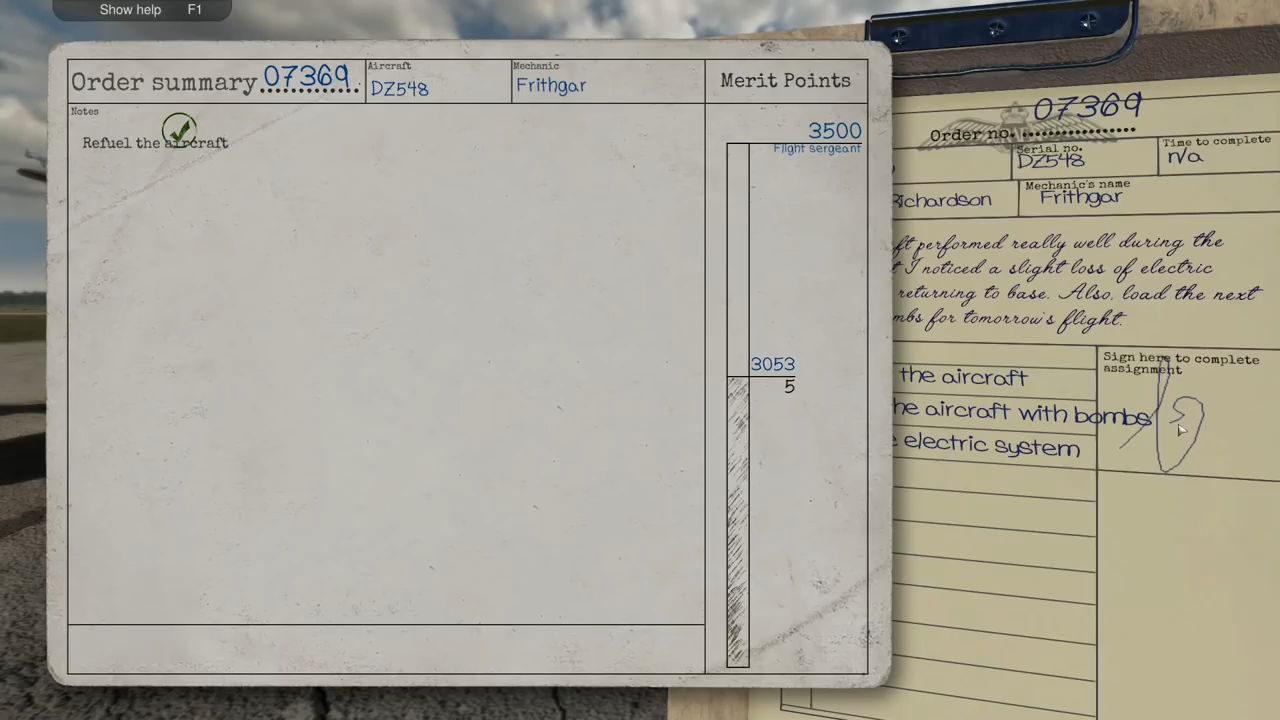 Show help F1
Order summary 07369
Aircraft
DZ548
Mechanic
Frithgar
Merit Points
Notes
Refuel the aircraft
3500
Flight sergeant
3053
5
07369
Order no.
Serial no.
DZ548
Time to complete
n/a
Richardson
Mechanic's name
Frithgar
performed really well during the
I noticed a slight loss of electric
returning to base. Also, load the next
for tomorrow's flight.
the aircraft
the aircraft with bombs
electric system
Sign here to complete
assignment